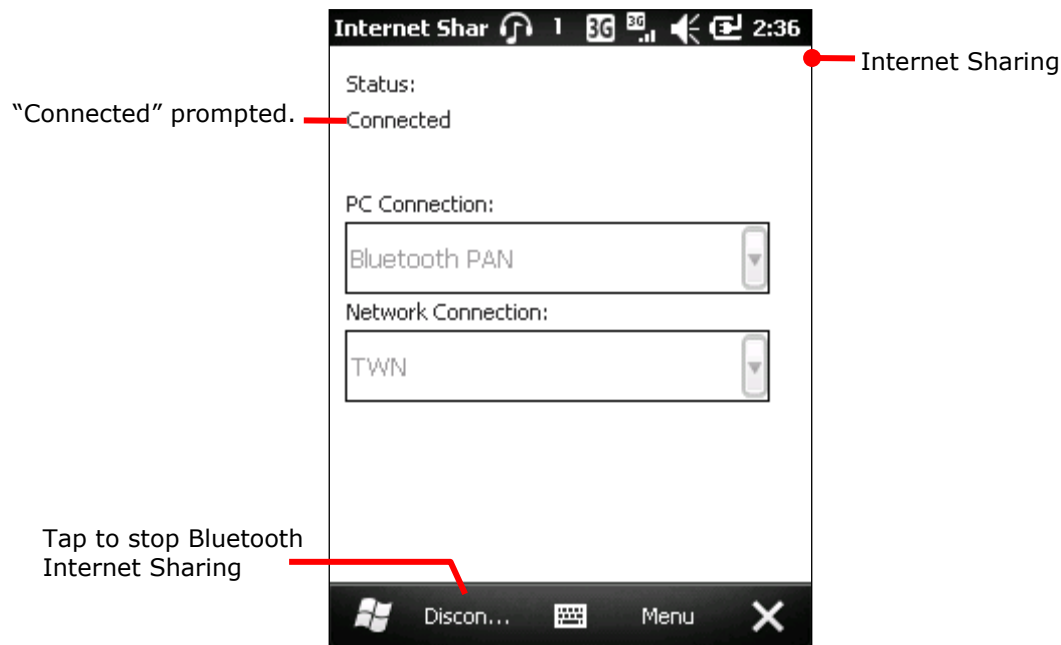 Internet Shar 1 3G 3G 2:36
Internet Sharing
Status:
“Connected” prompted.
Connected
PC Connection:
Bluetooth PAN
Network Connection:
TWN
Tap to stop Bluetooth
Internet Sharing
Discon... Menu